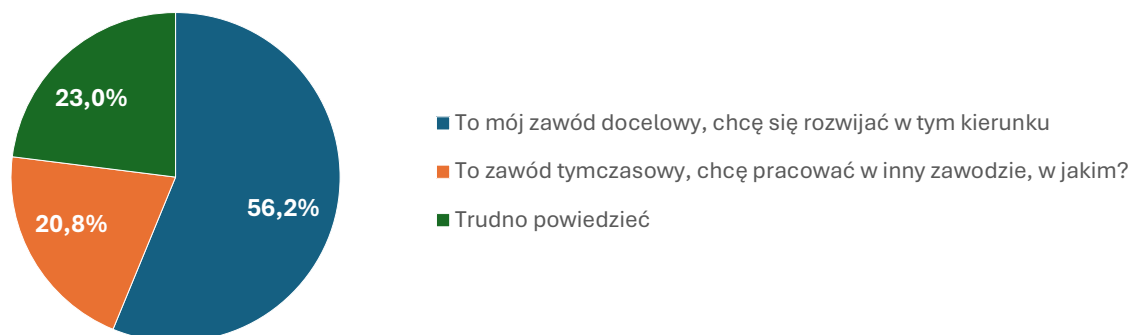 23,0%
20,8%
56,2%
To mój zawód docelowy, chcę się rozwijać w tym kierunku
To zawód tymczasowy, chcę pracować w inny zawodzie, w jakim?
Trudno powiedzieć